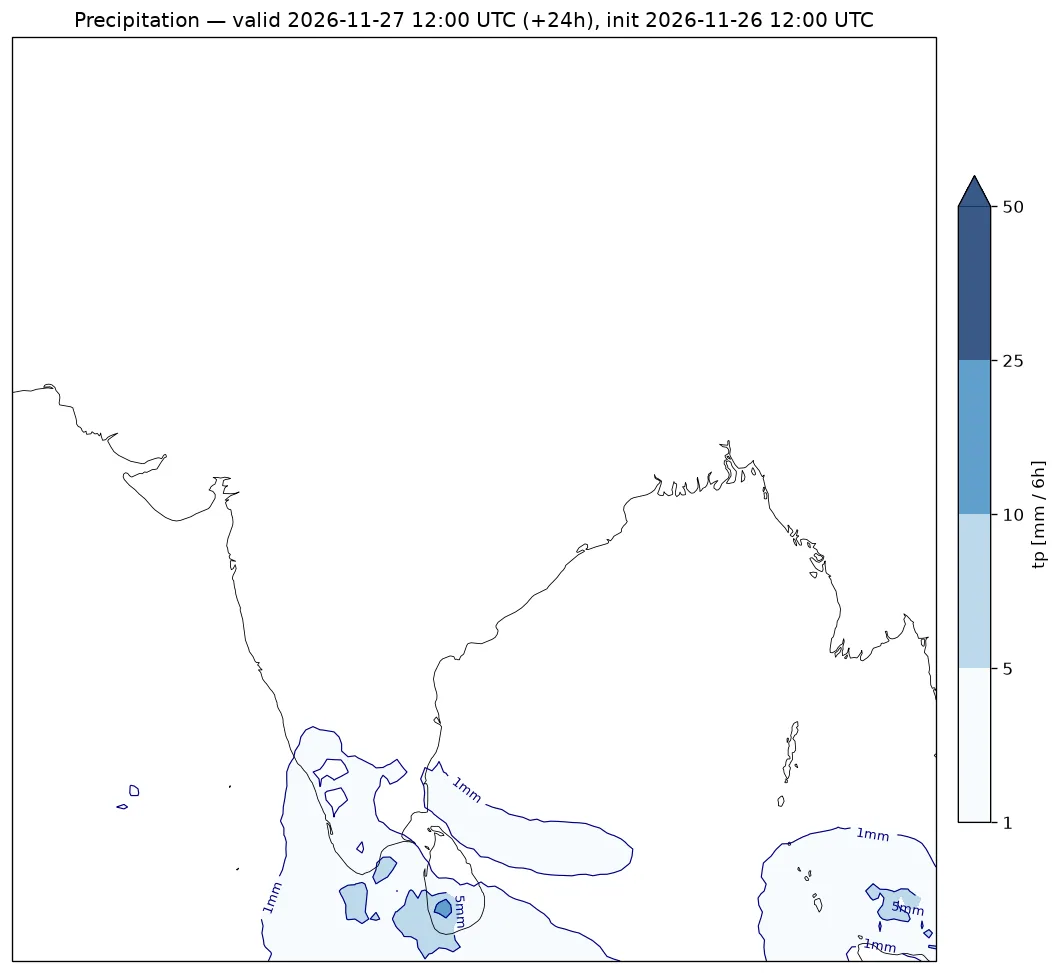 Precipitation — valid 2026-11-27 12:00 UTC (+24h), init 2026-11-26 12:00 UTC
50
25
10
5
1
tp [mm / 6h]
1mm
1mm
1mm
5mm
5mm
1mm